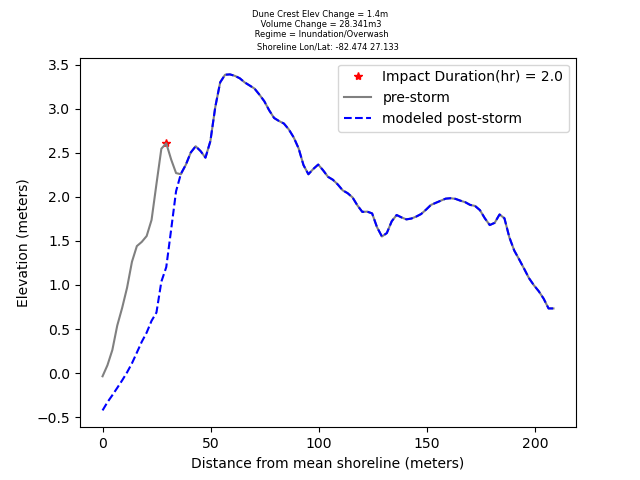 Dune Crest Elev Change = 1.4m
Volume Change = 28.341m3
Regime = Inundation/Overwash
Shoreline Lon/Lat: -82.474 27.133
Impact Duration(hr) = 2.0
pre-storm
modeled post-storm
3.5
3.0
2.5
2.0
1.5
1.0
0.5
0.0
−0.5
Elevation (meters)
0 50 100 150 200
Distance from mean shoreline (meters)